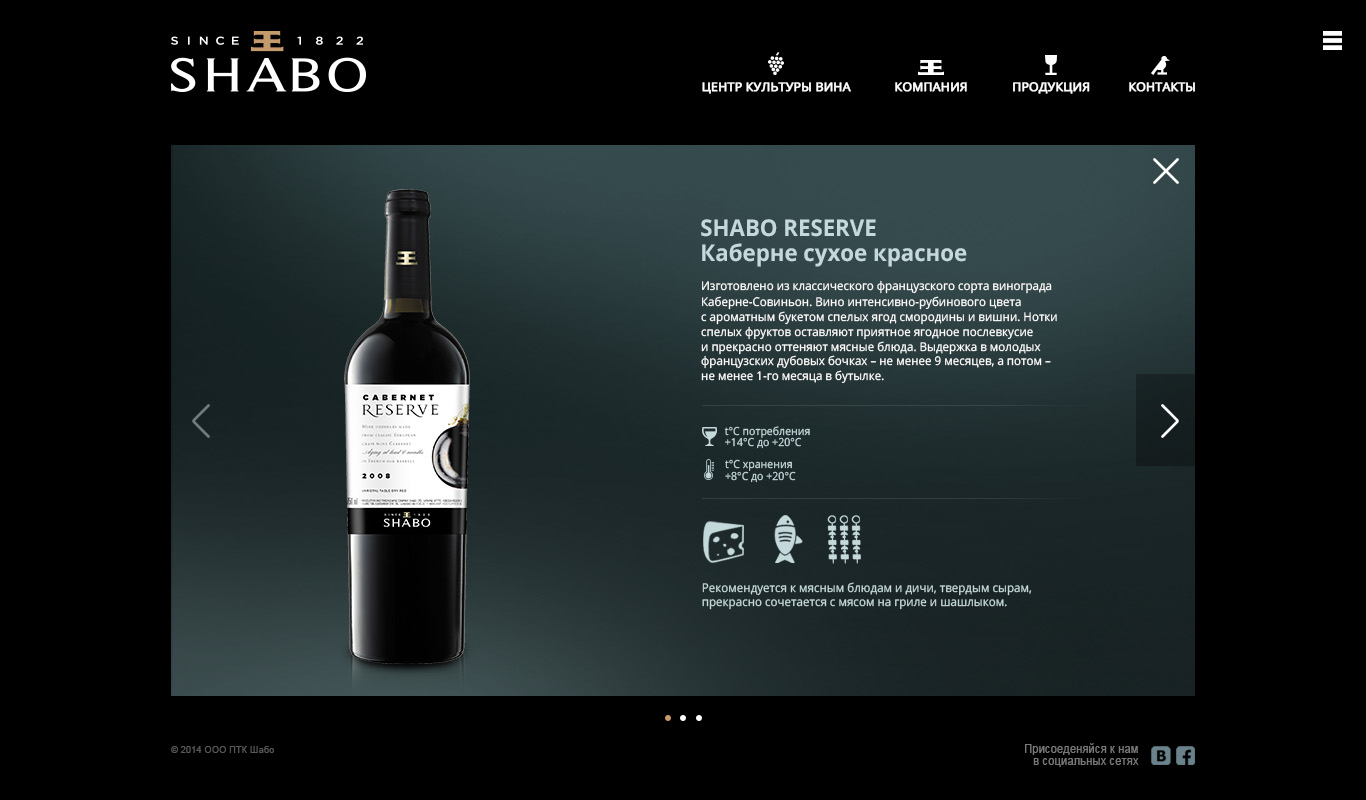 SINCE 1822
SHABO
ЦЕНТР КУЛЬТУРЫ ВИНА
КОМПАНИЯ
ПРОДУКЦИЯ
КОНТАКТЫ
SHABO RESERVE
Каберне сухое красное
Изготовлено из классического французского сорта винограда
Каберне-Совиньон. Вино интенсивно-рубинового цвета
с ароматным букетом спелых ягод смородины и вишни. Нотки
спелых фруктов оставляют приятное ягодное послевкусие
и прекрасно оттеняют мясные блюда. Выдержка в молодых
французских дубовых бочках – не менее 9 месяцев, а потом –
не менее 1-го месяца в бутылке.
t°C потребления
+14°C до +20°C
t°C хранения
+8°C до +20°C
Рекомендуется к мясным блюдам и дичи, твердым сырам,
прекрасно сочетается с мясом на гриле и шашлыком.
CABERNET
RESERVE
2008
SINCE 1822
SHABO
© 2014 ООО ПТК Шабо
Присоеденяйся к нам
в социальных сетях